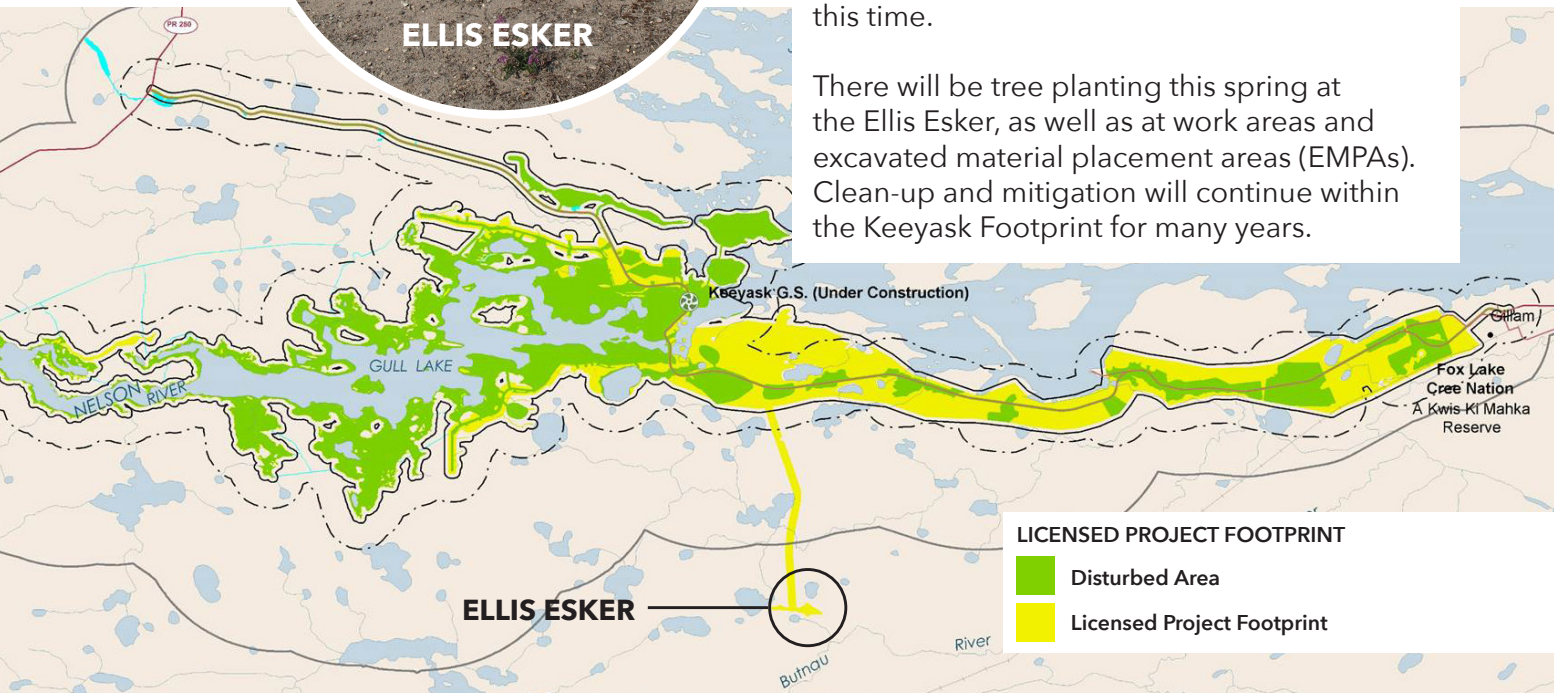 this time.
There will be tree planting this spring at
the Ellis Esker, as well as at work areas and
excavated material placement areas (EMPAs).
Clean-up and mitigation will continue within
the Keeyask Footprint for many years.
PR 280
ELLIS ESKER
Keeyask G.S. (Under Construction)
Gillam
GULL LAKE
NELSON RIVER
Fox Lake
Cree Nation
A Kwis Ki Mahka
Reserve
LICENSED PROJECT FOOTPRINT
Disturbed Area
Licensed Project Footprint
ELLIS ESKER
Butnau
River